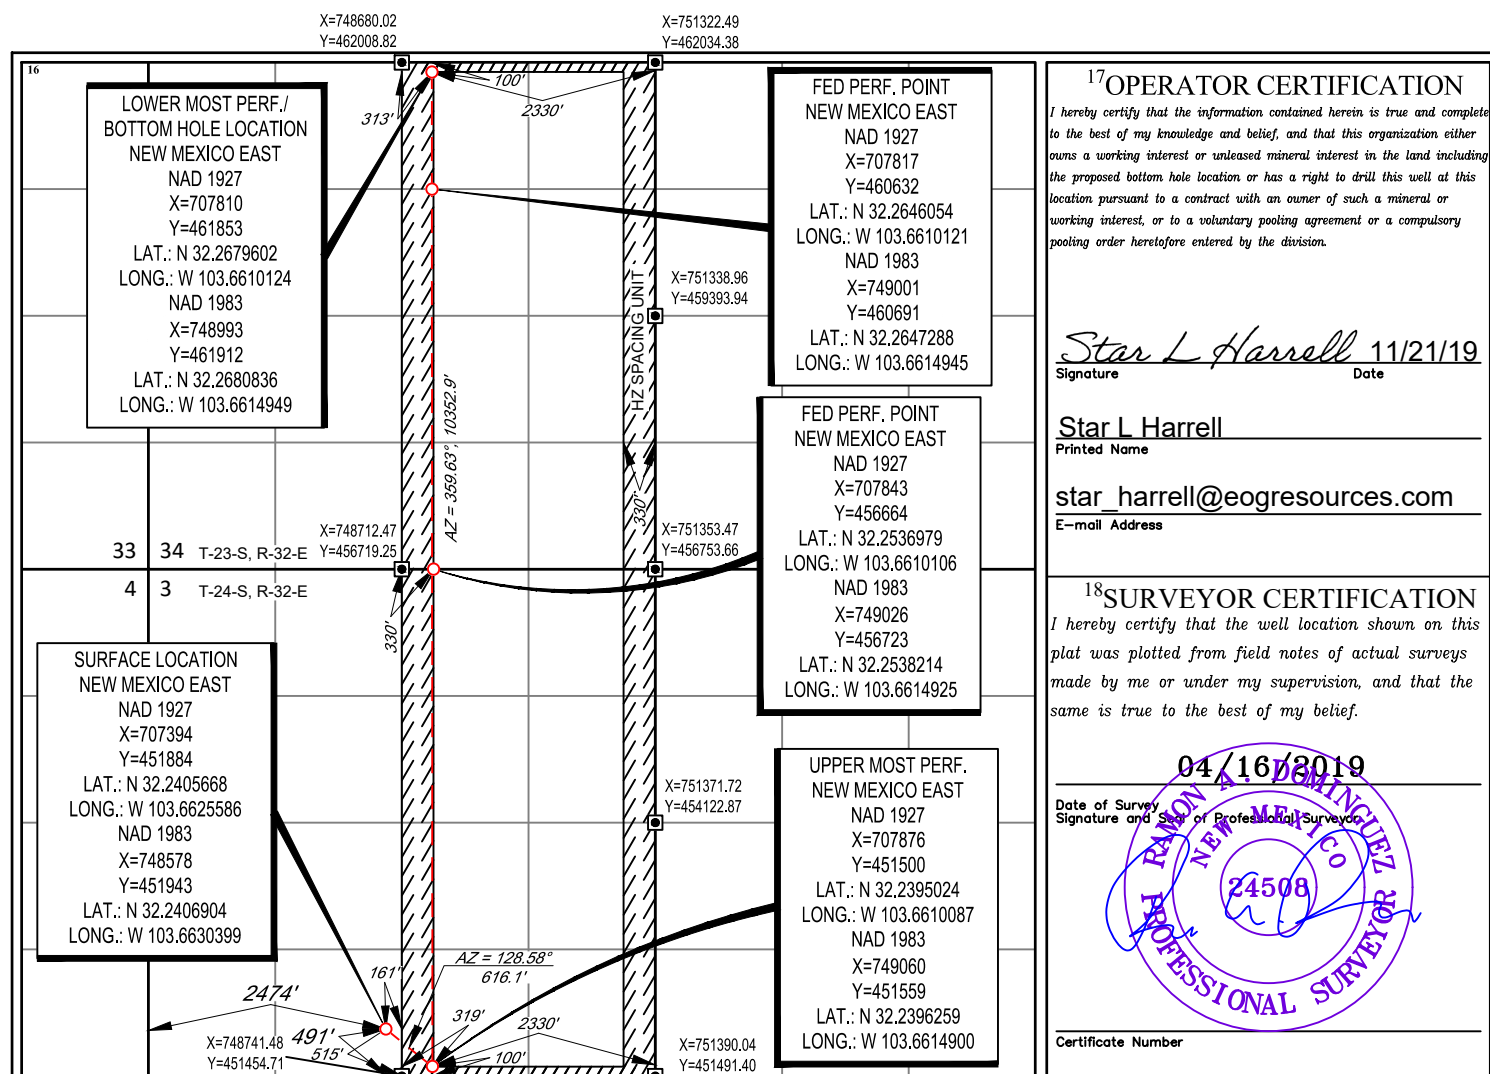 X=748680.02
Y=462008.82
X=751322.49
Y=462034.38
16
LOWER MOST PERF./
BOTTOM HOLE LOCATION
NEW MEXICO EAST
NAD 1927
X=707810
Y=461853
LAT.: N 32.2679602
LONG.: W 103.6610124
NAD 1983
X=748993
Y=461912
LAT.: N 32.2680836
LONG.: W 103.6614949
313'
100'
2330'
FED PERF. POINT
NEW MEXICO EAST
NAD 1927
X=707817
Y=460632
LAT.: N 32.2646054
LONG.: W 103.6610121
NAD 1983
X=749001
Y=460691
LAT.: N 32.2647288
LONG.: W 103.6614945
X=751338.96
Y=459393.94
HZ SPACING UNIT
AZ = 359.63°, 10352.9'
330'
FED PERF. POINT
NEW MEXICO EAST
NAD 1927
X=707843
Y=456664
LAT.: N 32.2536979
LONG.: W 103.6610106
NAD 1983
X=749026
Y=456723
LAT.: N 32.2538214
LONG.: W 103.6614925
X=748712.47
Y=456719.25
X=751353.47
Y=456753.66
33 34 T-23-S, R-32-E
4 3 T-24-S, R-32-E
330'
SURFACE LOCATION
NEW MEXICO EAST
NAD 1927
X=707394
Y=451884
LAT.: N 32.2405668
LONG.: W 103.6625586
NAD 1983
X=748578
Y=451943
LAT.: N 32.2406904
LONG.: W 103.6630399
X=751371.72
Y=454122.87
UPPER MOST PERF.
NEW MEXICO EAST
NAD 1927
X=707876
Y=451500
LAT.: N 32.2395024
LONG.: W 103.6610087
NAD 1983
X=749060
Y=451559
LAT.: N 32.2396259
LONG.: W 103.6614900
AZ = 128.58°
616.1'
161'
2474'
491'
515'
319'
2330'
100'
X=748741.48
Y=451454.71
X=751390.04
Y=451491.40
17 OPERATOR CERTIFICATION
I hereby certify that the information contained herein is true and complete
to the best of my knowledge and belief, and that this organization either
owns a working interest or unleased mineral interest in the land including
the proposed bottom hole location or has a right to drill this well at this
location pursuant to a contract with an owner of such a mineral or
working interest, or to a voluntary pooling agreement or a compulsory
pooling order heretofore entered by the division.
Star L Harrell 11/21/19
Signature Date
Star L Harrell
Printed Name
star_harrell@eogresources.com
E-mail Address
18 SURVEYOR CERTIFICATION
I hereby certify that the well location shown on this
plat was plotted from field notes of actual surveys
made by me or under my supervision, and that the
same is true to the best of my belief.
04/16/2019
Date of Survey
Signature and Seal of Professional Surveyor
RAMON A. DOMINGUEZ
NEW MEXICO
24508
PROFESSIONAL SURVEYOR
Certificate Number